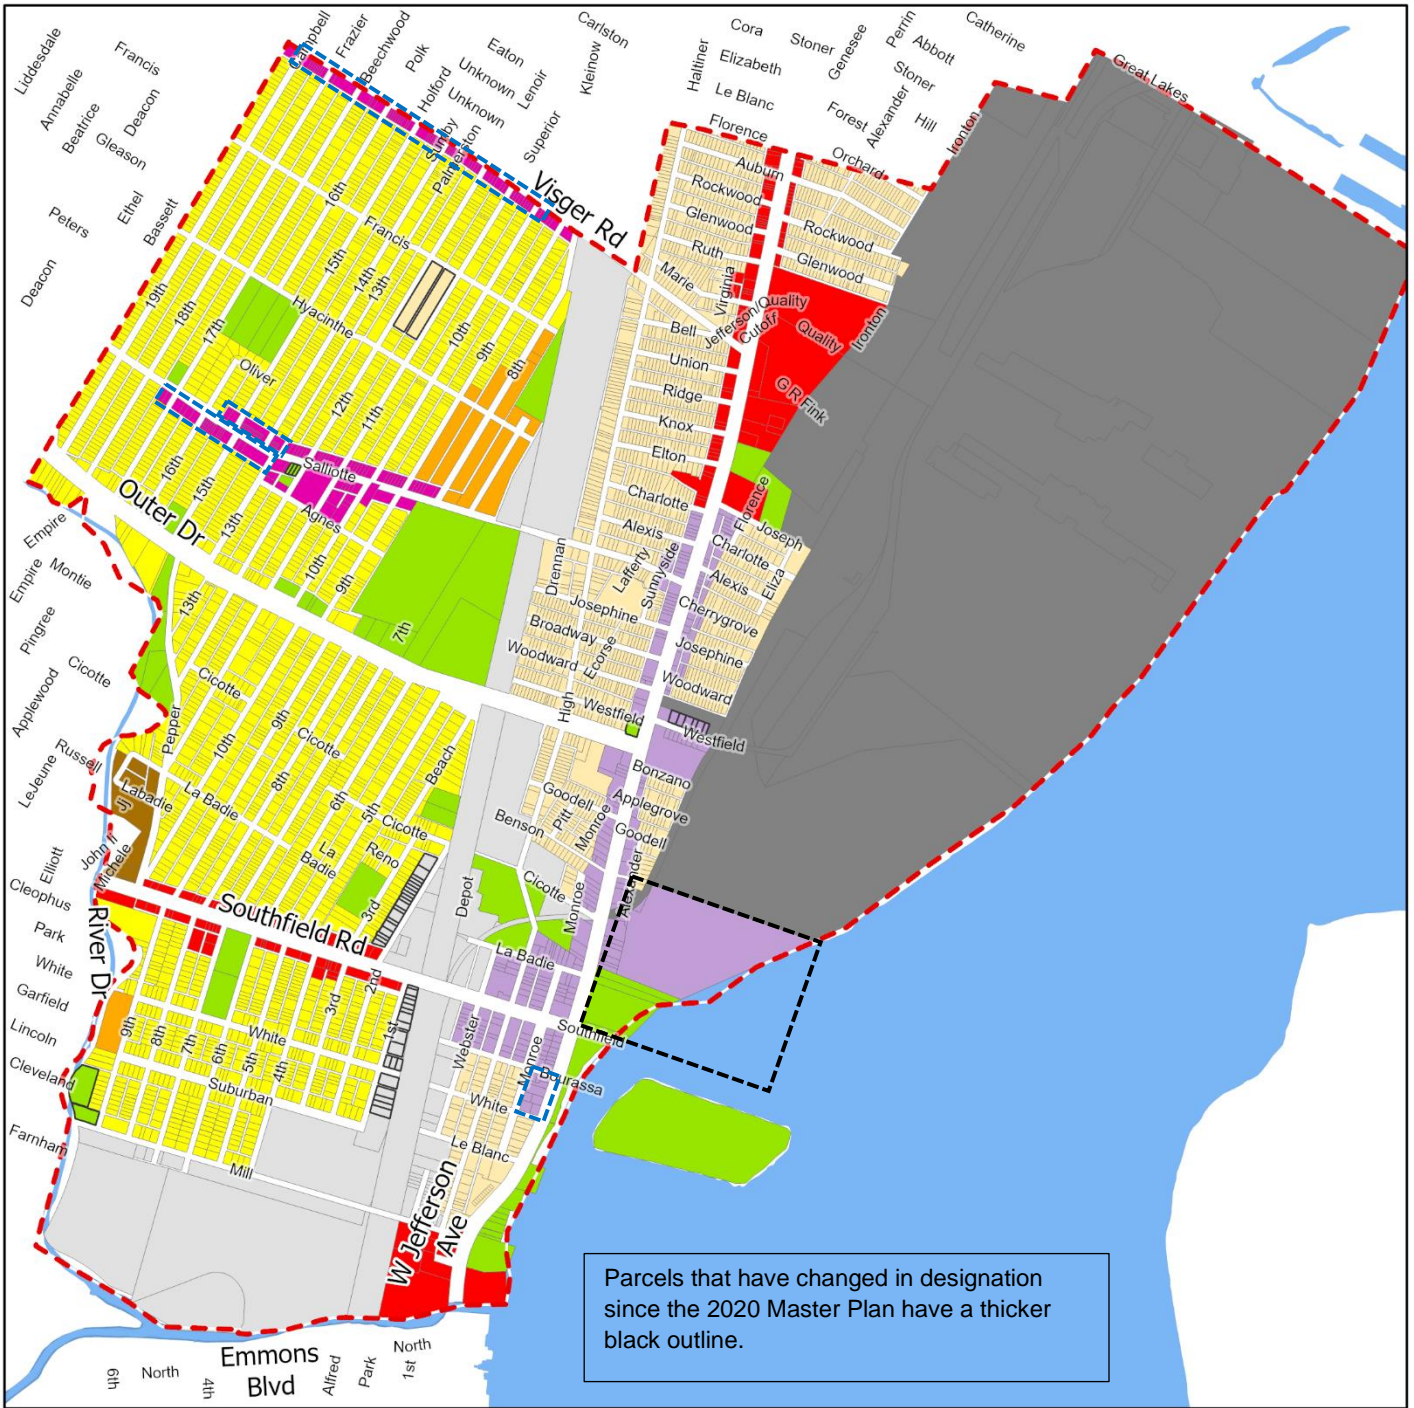 Liddesdale
Annabelle
Francis
Beatrice
Deacon
Gleason
Peters
Ethel
Bassett
Deacon
Campbell
Frazier
Beechwood
Polk
Holford
Eaton
Unknown
Unknown
Lenoir
Sumby
Palmerston
Superior
Carlston
Kleinow
Visger Rd
Haltiner
Cora
Elizabeth
Le Blanc
Florence
Stoner
Genesee
Forest
Perrin
Abbott
Stoner
Alexander
Hill
Orchard
Catherine
Ironton
Great Lakes
16th
Francis
15th
14th
13th
Hyacinthe
19th
18th
17th
Oliver
12th
11th
10th
9th
8th
Salliotte
Agnes
16th
15th
13th
10th
9th
Outer Dr
7th
Auburn
Rockwood
Glenwood
Ruth
Marie
Virginia
Rockwood
Glenwood
Bell
Jefferson/Quality
Cutoff
Quality
Ironton
Union
Ridge
G R Fink
Knox
Elton
Charlotte
Florence
Joseph
Alexis
Charlotte
Drennan
Lafferty
Sunnyside
Alexis
Eliza
Josephine
Cherrygrove
Broadway
Josephine
Woodward
Ecorse
Woodward
High
Westfield
Westfield
Bonzano
Empire
Empire
Montie
Pingree
Applewood
Cicotte
13th
Cicotte
Pepper
9th
10th
Cicotte
8th
Beach
6th
5th
Cicotte
La Badie
La
Badie
Reno
3rd
Russell
LeJeune
Labadie
Jj
John II
Michele
Elliott
Cleophus
Park
White
Garfield
Lincoln
Cleveland
Farnham
River Dr
Southfield Rd
Goodell
Applegrove
Pitt
Monroe
Goodell
Benson
Alexander
Cicotte
Monroe
Depot
La Badie
Southfield
2nd
3rd
1st
9th
8th
7th
6th
5th
4th
White
Suburban
Webster
Monroe
Bourassa
White
Le Blanc
Mill
W Jefferson
Ave
Emmons
Blvd
6th
North
4th
Alfred
Park
1st
North
Parcels that have changed in designation
since the 2020 Master Plan have a thicker
black outline.